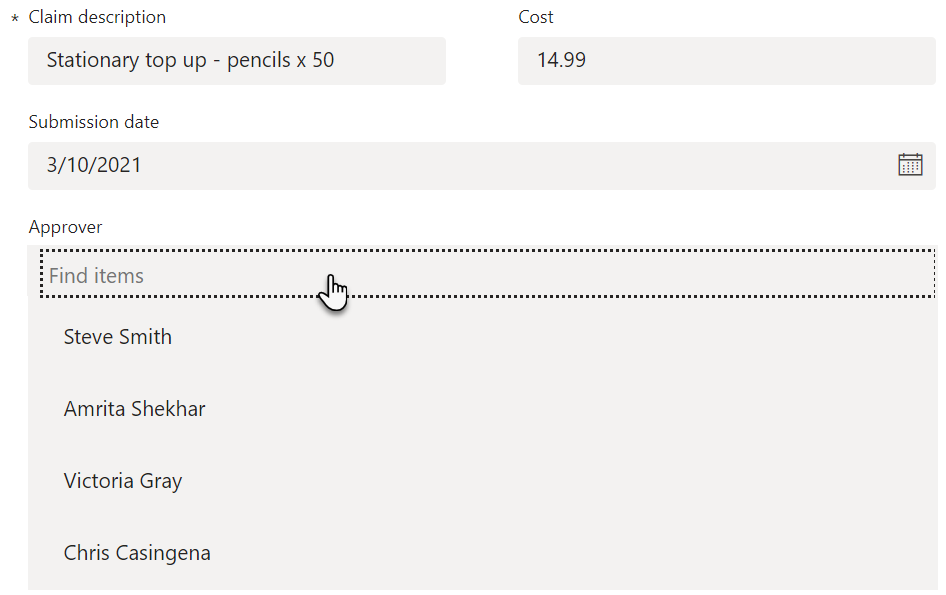 * Claim description
Cost
Stationary top up - pencils x 50
14.99
Submission date
3/10/2021
Approver
Find items
Steve Smith
Amrita Shekhar
Victoria Gray
Chris Casingena